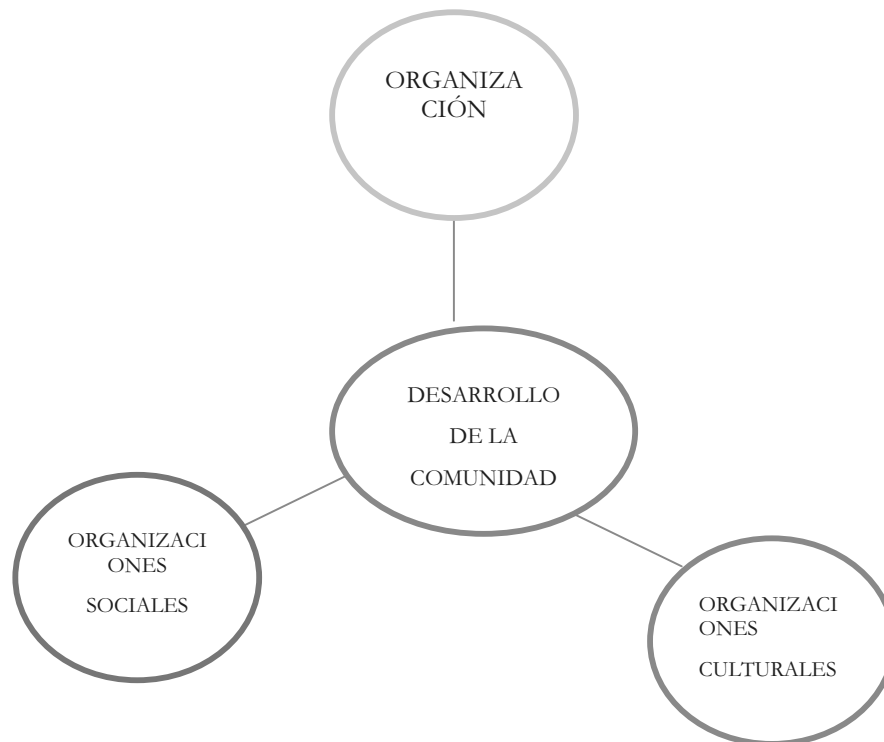 ORGANIZA
CIÓN
DESARROLLO
DE LA
COMUNIDAD
ORGANIZACI
ONES
SOCIALES
ORGANIZACI
ONES
CULTURALES